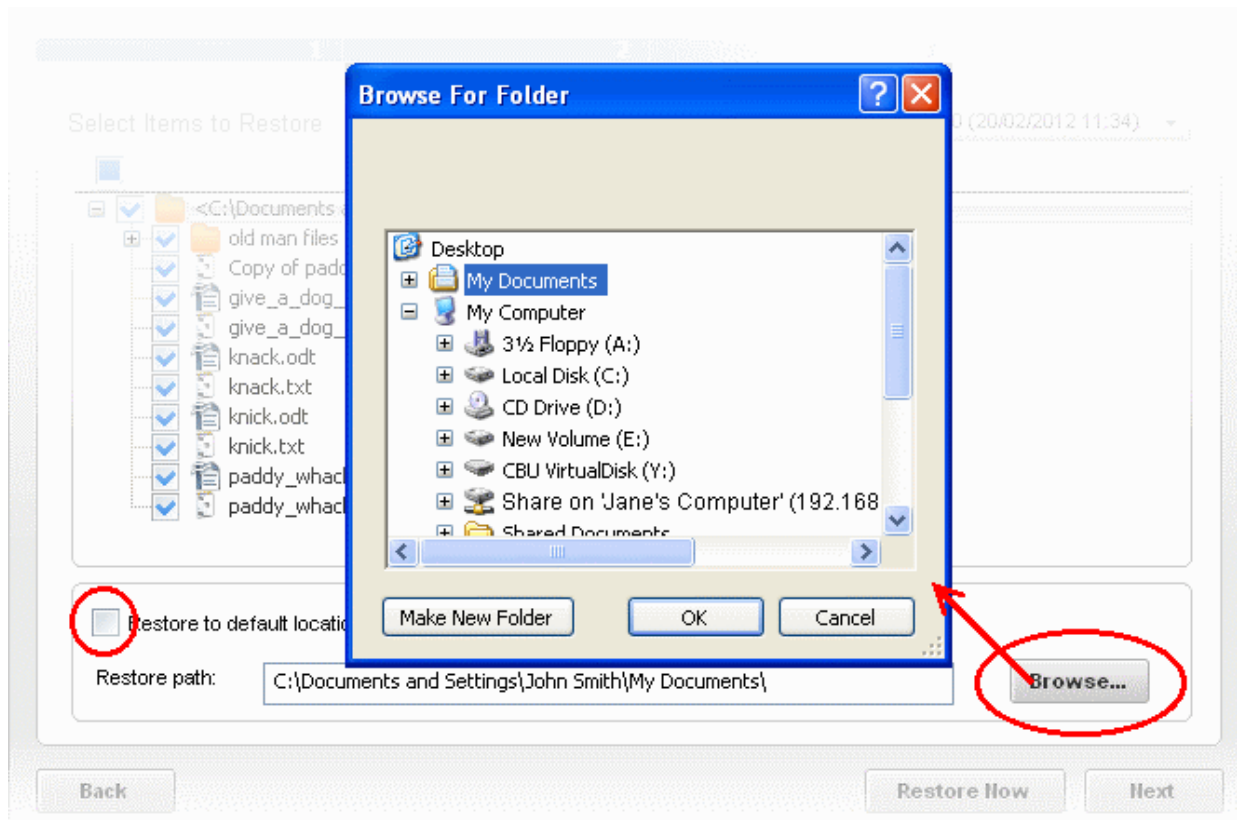 1 2
Browse For Folder
Select Items to Restore
0 (20/02/2012 11:34)
Desktop
<C:\Documents a
My Documents
old man files
My Computer
Copy of padd
3½ Floppy (A:)
give_a_dog_
Local Disk (C:)
give_a_dog_
CD Drive (D:)
knack.odt
New Volume (E:)
knack.txt
CBU VirtualDisk (Y:)
knick.odt
Share on 'Jane's Computer' (192.168
knick.txt
Shared Documents
paddy_whack
paddy_whack
Make New Folder OK Cancel
Restore to default locatio
Restore path: C:\Documents and Settings\John Smith\My Documents\ Browse...
Back Restore Now Next